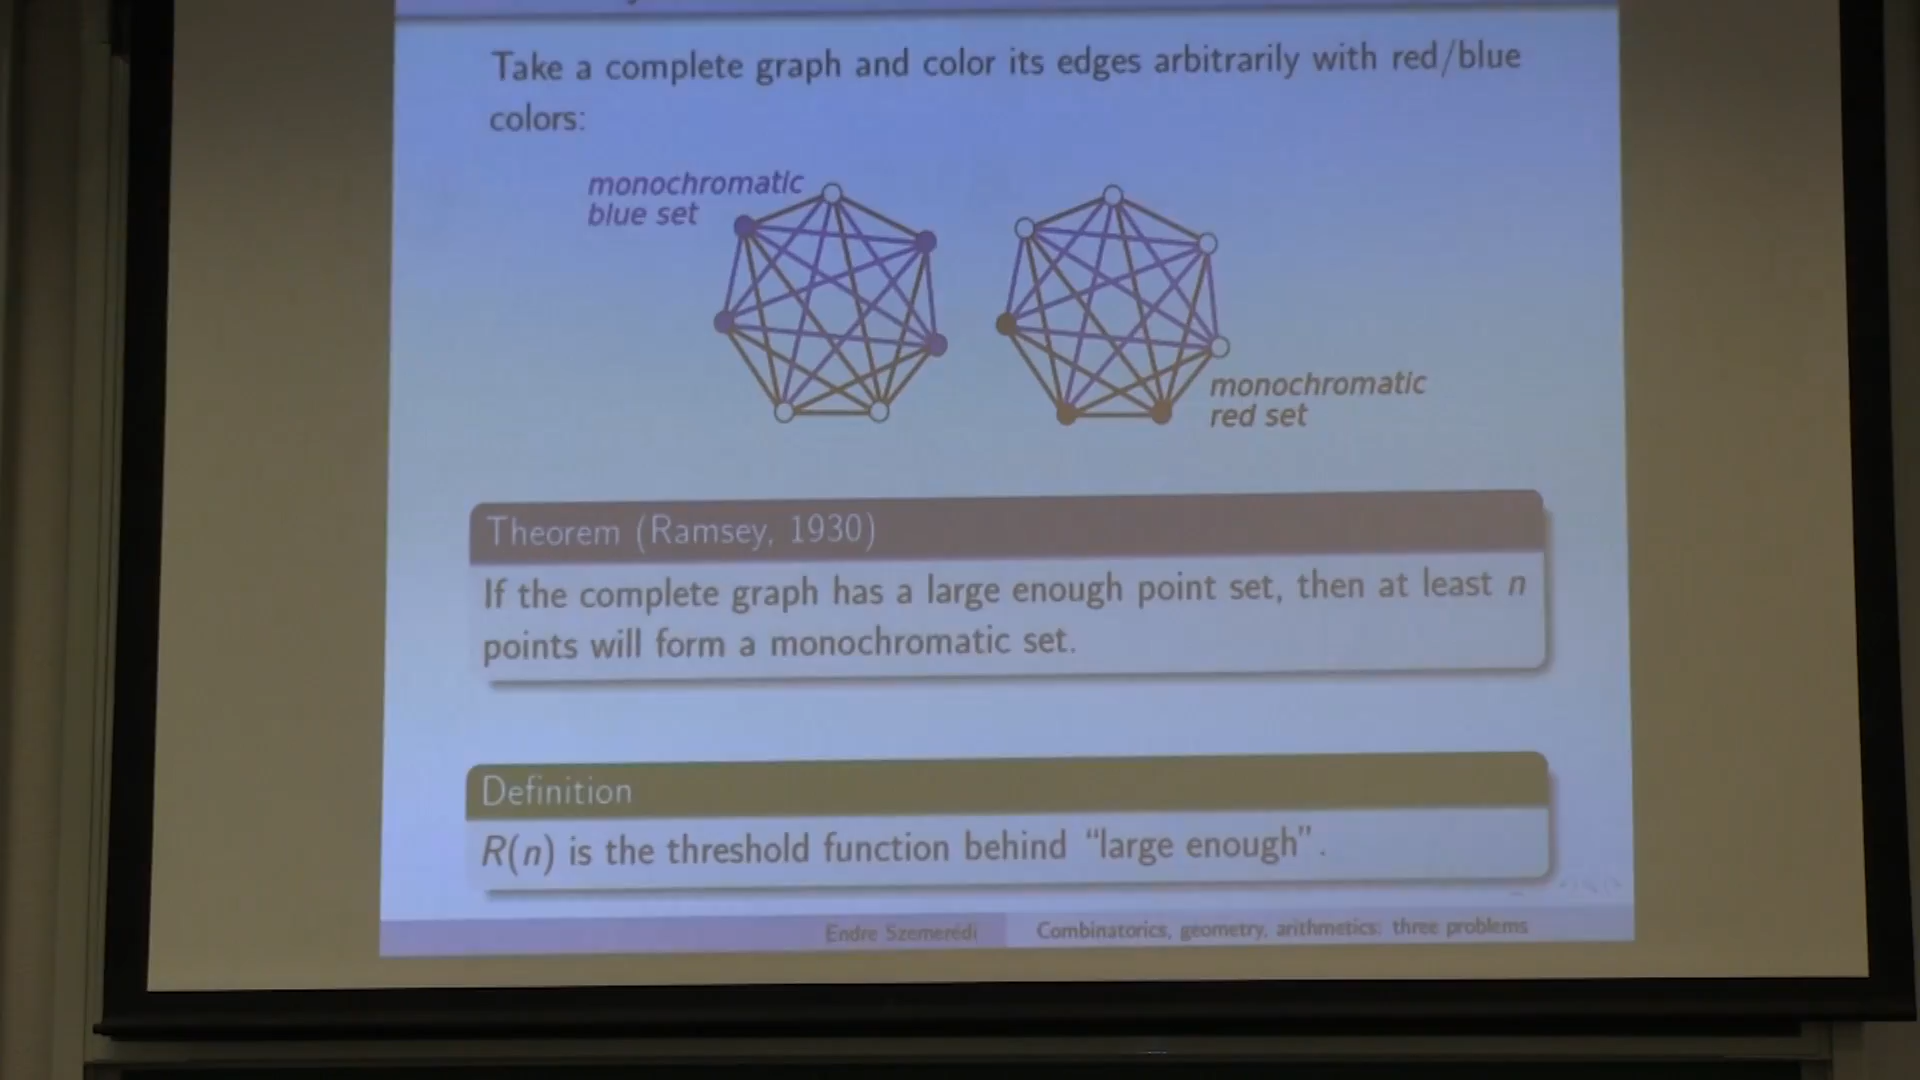 Take a complete graph and color its edges arbitrarily with red/blue
colors:
monochromatic
blue set
monochromatic
red set
Theorem (Ramsey, 1930)
If the complete graph has a large enough point set, then at least n
points will form a monochromatic set.
Definition
R(n) is the threshold function behind “large enough”.
Endre Szemerédi
Combinatorics, geometry, arithmetics: three problems